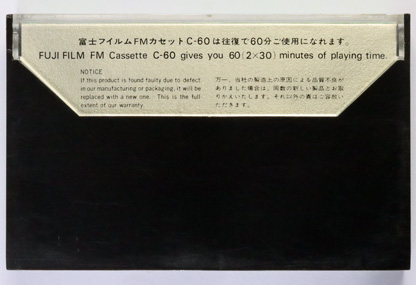 富士フイルムFMカセットC-60は往復で60分ご使用になれます。
FUJI FILM FM Cassette C-60 gives you 60(2×30) minutes of playing time.
NOTICE
If this product is found faulty due to defect
in our manufacturing or packaging, it will be
replaced with a new one. This is the full
extent of our warranty.
万一、当社の製造上の原因による品質不良が
ありました場合は、同数の新しい製品とお取
りかえいたします。それ以外の責はご容赦い
ただきます。